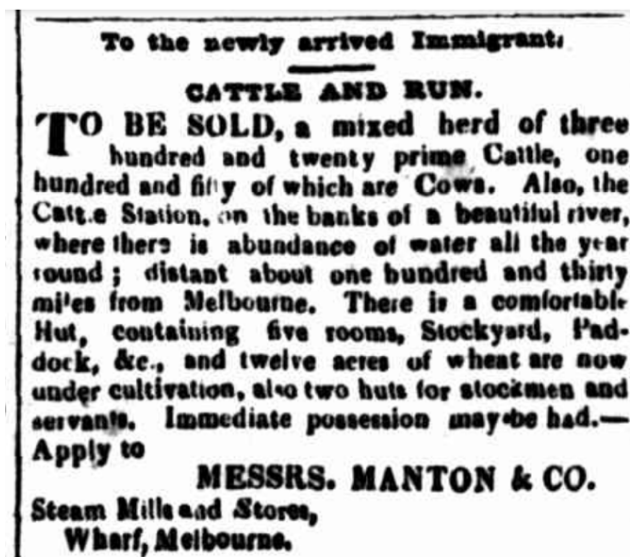 To the newly arrived Immigrant.
CATTLE AND RUN.
TO BE SOLD, a mixed herd of three
hundred and twenty prime Cattle, one
hundred and fifty of which are Cows. Also, the
Cattle Station, on the banks of a beautiful river,
where there is abundance of water all the year
round; distant about one hundred and thirty
miles from Melbourne. There is a comfortable
Hut, containing five rooms, Stockyard, Pad-
dock, &c., and twelve acres of wheat are now
under cultivation, also two huts for stockmen and
servants. Immediate possession may be had.—
Apply to
MESSRS. MANTON & CO.
Steam Mills and Stores,
Wharf, Melbourne.